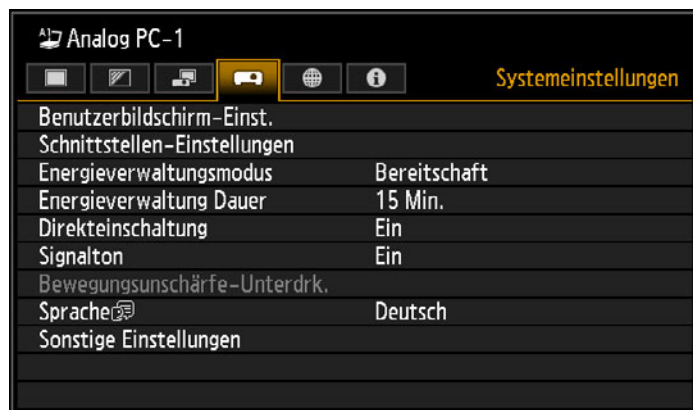 Analog PC-1
Systemeinstellungen
Benutzerbildschirm-Einst.
Schnittstellen-Einstellungen
Energieverwaltungsmodus Bereitschaft
Energieverwaltung Dauer 15 Min.
Direkteinschaltung Ein
Signalton Ein
Bewegungsunschärfe-Unterdrk.
Sprache Deutsch
Sonstige Einstellungen